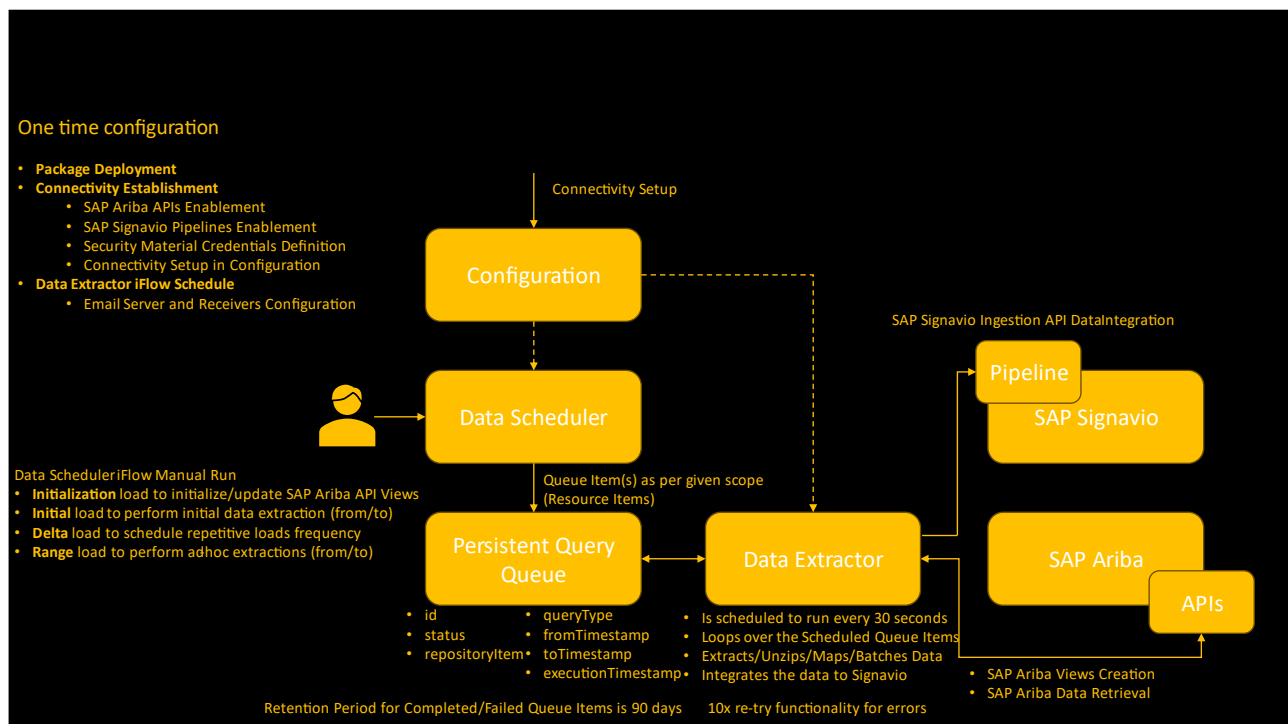 One time configuration
• Package Deployment
• Connectivity Establishment
• SAP Ariba APIs Enablement
• SAP Signavio Pipelines Enablement
• Security Material Credentials Definition
• Connectivity Setup in Configuration
• Data Extractor iFlow Schedule
• Email Server and Receivers Configuration
Connectivity Setup
Configuration
SAP Signavio Ingestion API DataIntegration
Pipeline
SAP Signavio
Data Scheduler
Data Scheduler iFlow Manual Run
• Initialization load to initialize/update SAP Ariba API Views
• Initial load to perform initial data extraction (from/to)
• Delta load to schedule repetitive loads frequency
• Range load to perform ad-hoc extractions (from/to)
Queue Item(s) as per given scope
(Resource Items)
Persistent Query
Queue
Data Extractor
SAP Ariba
APIs
• id
• status
• repositoryItem
• queryType
• fromTimestamp
• toTimestamp
• executionTimestamp
• Is scheduled to run every 30 seconds
• Loops over the Scheduled Queue Items
• Extracts/Unzips/Maps/Batches Data
• Integrates the data to Signavio
• SAP Ariba Views Creation
• SAP Ariba Data Retrieval
Retention Period for Completed/Failed Queue Items is 90 days
10x re-try functionality for errors